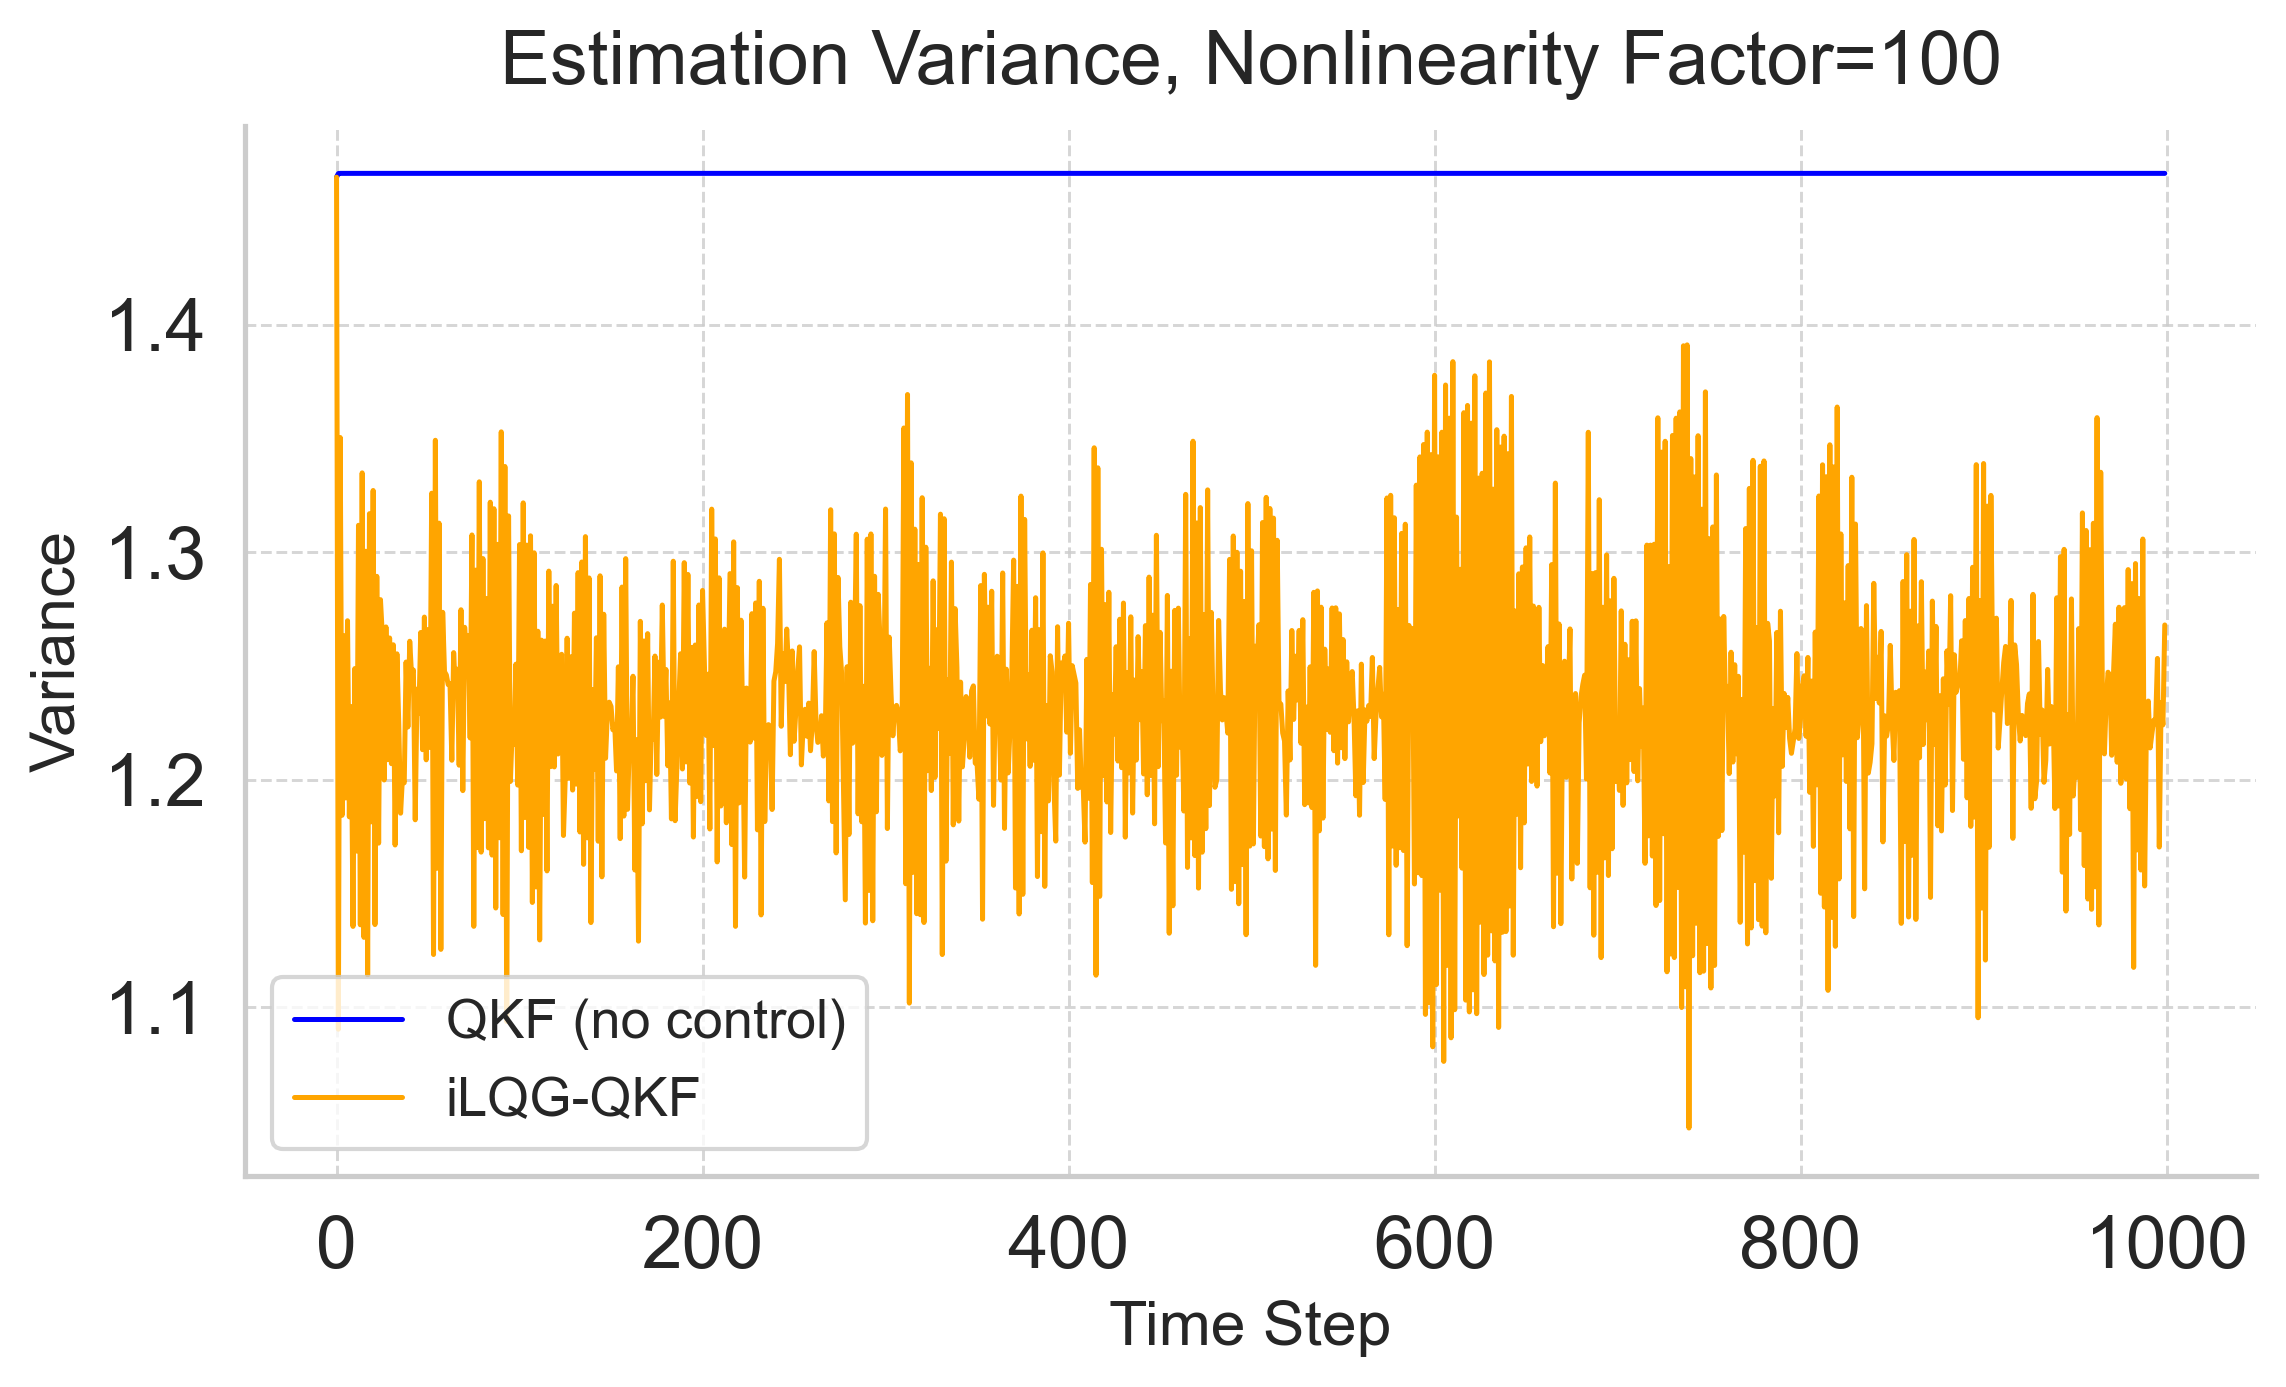 Estimation Variance, Nonlinearity Factor=100
Variance
1.4
1.3
1.2
1.1
QKF (no control)
iLQG-QKF
0 200 400 600 800 1000
Time Step